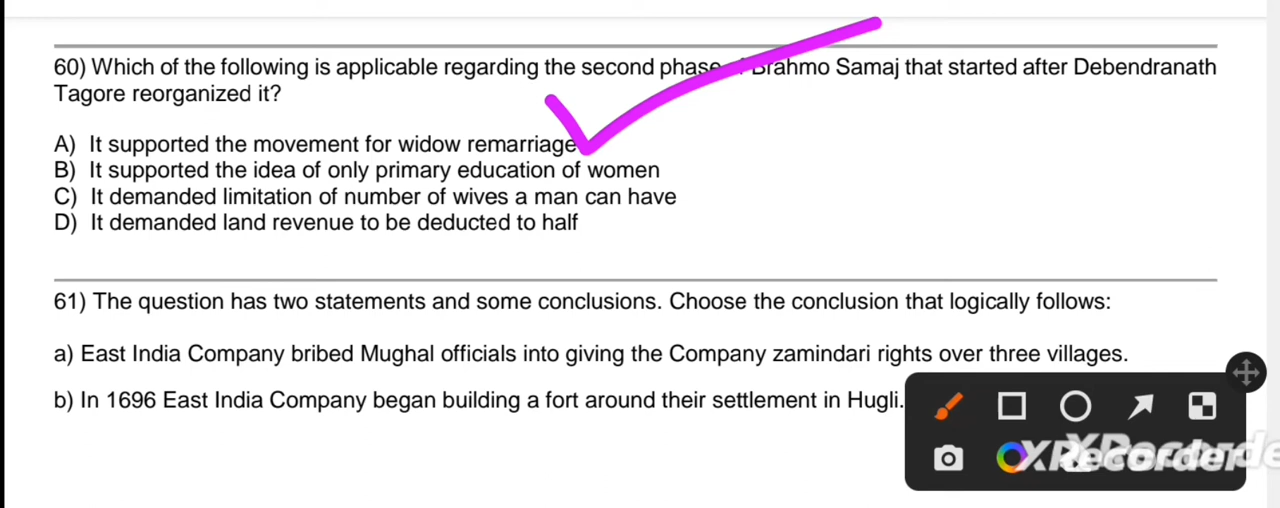 60) Which of the following is applicable regarding the second phase of Brahmo Samaj that started after Debendranath
Tagore reorganized it?
A) It supported the movement for widow remarriage
B) It supported the idea of only primary education of women
C) It demanded limitation of number of wives a man can have
D) It demanded land revenue to be deducted to half
61) The question has two statements and some conclusions. Choose the conclusion that logically follows:
a) East India Company bribed Mughal officials into giving the Company zamindari rights over three villages.
b) In 1696 East India Company began building a fort around their settlement in Hugli.
XRecorder